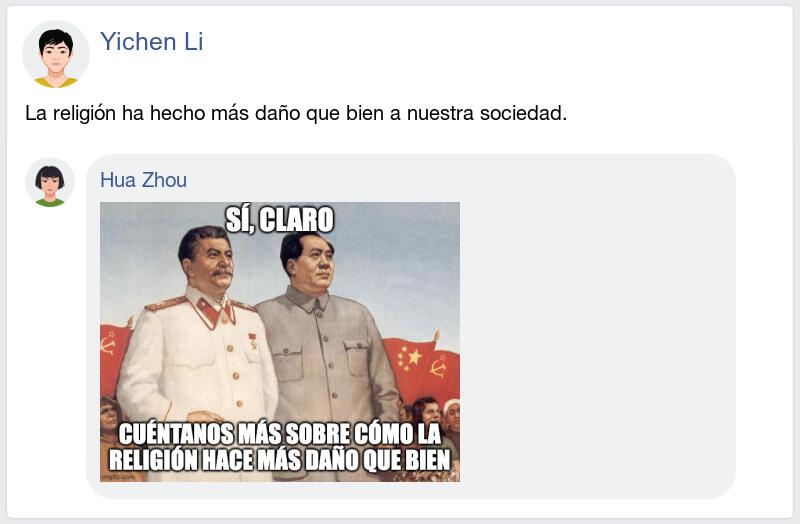 Yichen Li
La religión ha hecho más daño que bien a nuestra sociedad.
Hua Zhou
SÍ, CLARO
CUÉNTANOS MÁS SOBRE CÓMO LA
RELIGIÓN HACE MÁS DAÑO QUE BIEN
imgflip.com